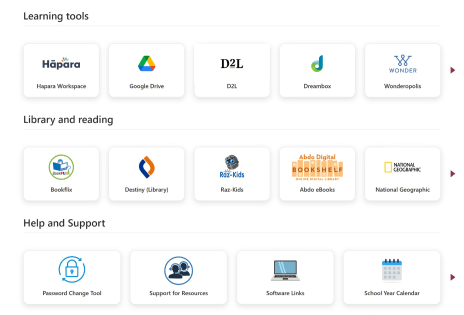 Learning tools
Hāpara
D2L
WONDER
Hapara Workspace
Google Drive
D2L
Dreambox
Wonderopolis
Library and reading
Raz-Kids
Abdo Digital
BOOKSHELF
NATIONAL
GEOGRAPHIC
Bookflix
Destiny (Library)
Raz-Kids
Abdo eBooks
National Geographic
Help and Support
Password Change Tool
Support for Resources
Software Links
School Year Calendar